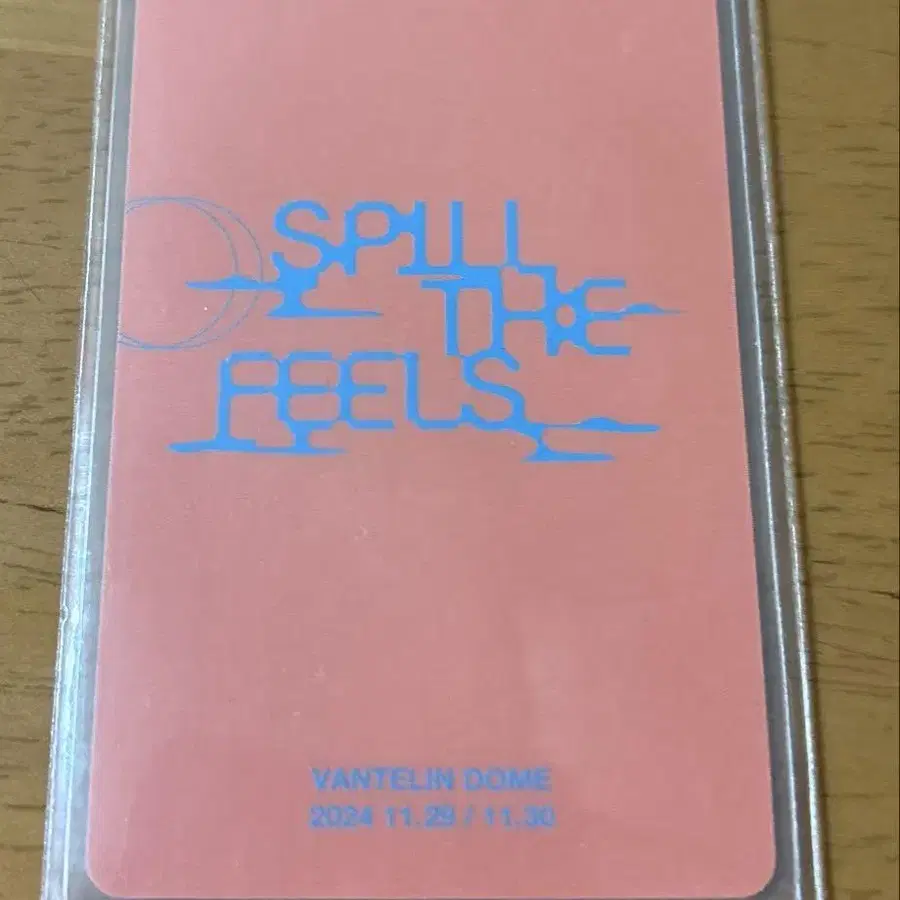 SPILL
THE
FEELS
VANTELIN DOME
2024 11.29 / 11.30